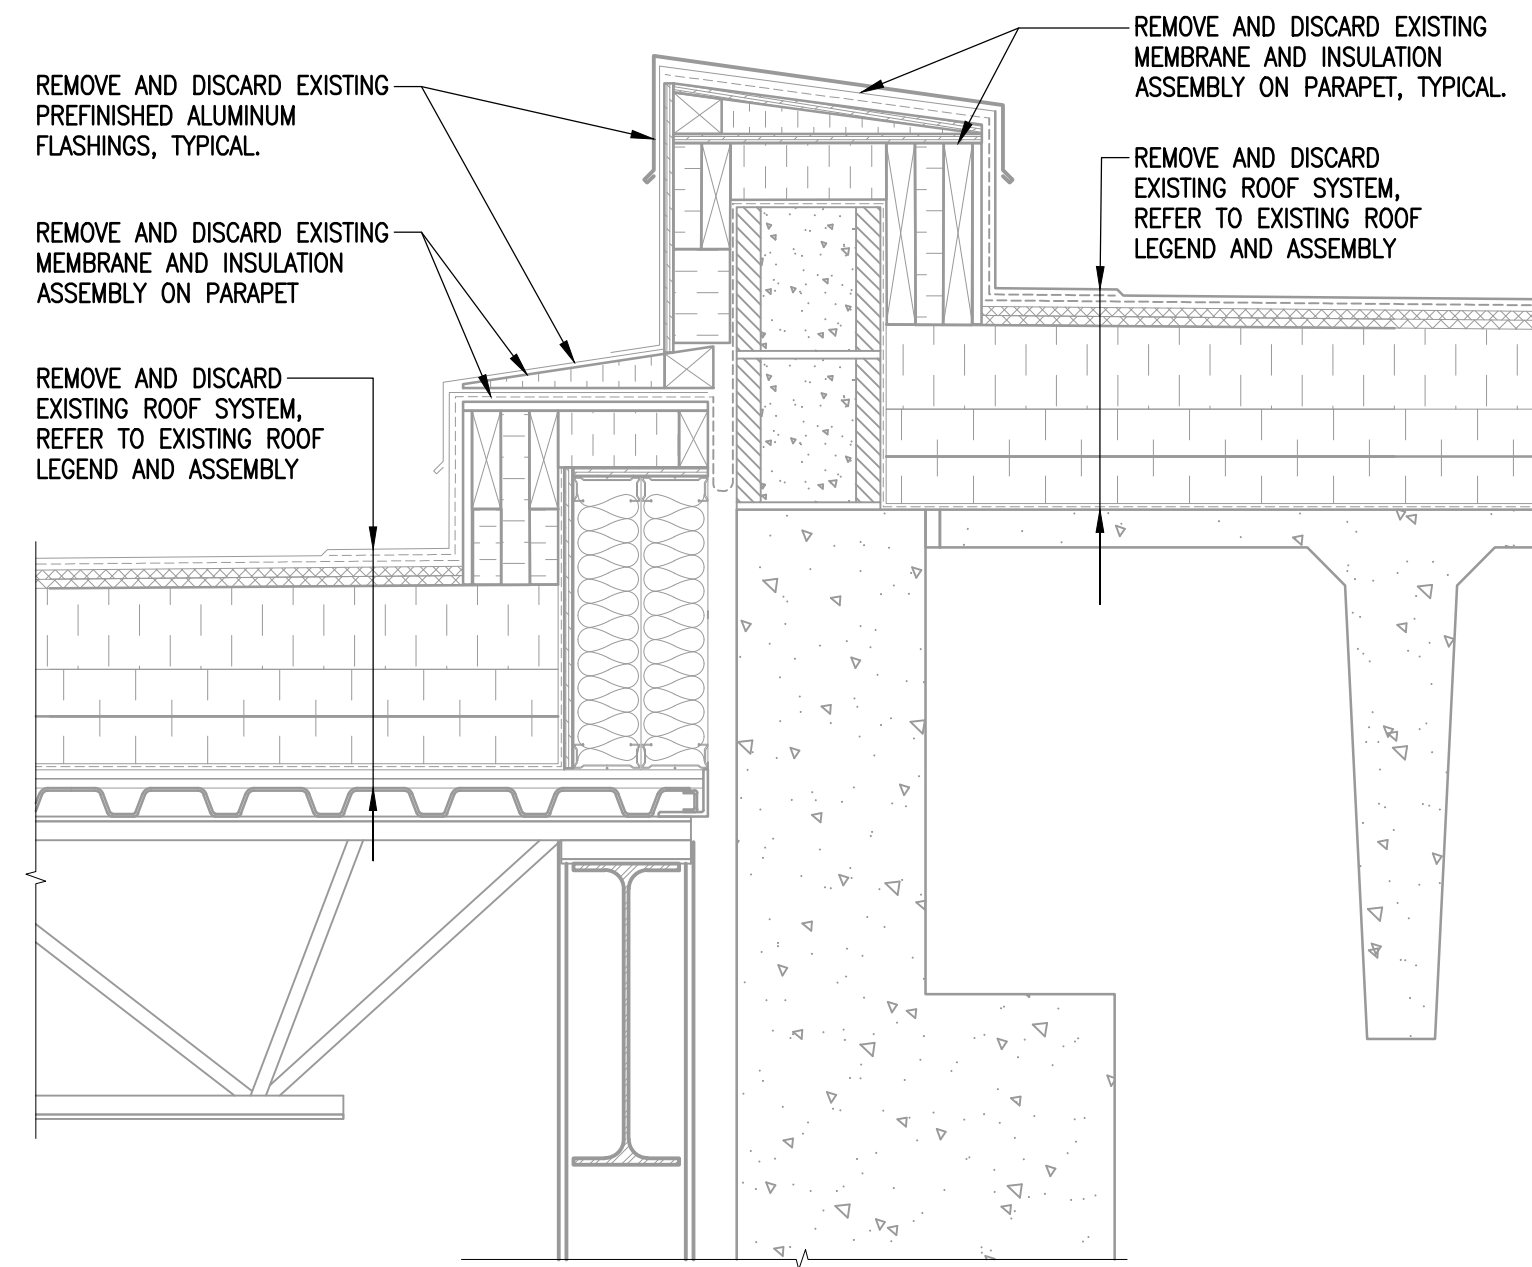 REMOVE AND DISCARD EXISTING
PREFINISHED ALUMINUM
FLASHINGS, TYPICAL.
REMOVE AND DISCARD EXISTING
MEMBRANE AND INSULATION
ASSEMBLY ON PARAPET
REMOVE AND DISCARD
EXISTING ROOF SYSTEM,
REFER TO EXISTING ROOF
LEGEND AND ASSEMBLY
REMOVE AND DISCARD EXISTING
MEMBRANE AND INSULATION
ASSEMBLY ON PARAPET, TYPICAL.
REMOVE AND DISCARD
EXISTING ROOF SYSTEM,
REFER TO EXISTING ROOF
LEGEND AND ASSEMBLY